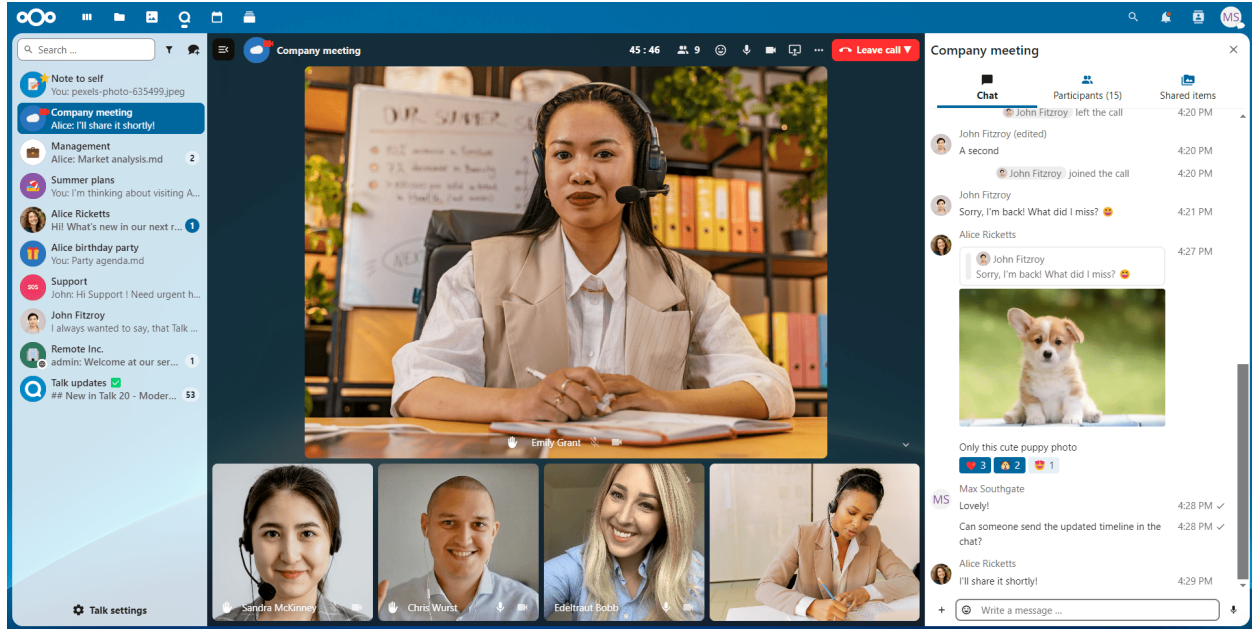 MS
Search ...
Note to self
You: pexels-photo-635499.jpeg
Company meeting
Alice: I'll share it shortly!
Management
Alice: Market analysis.md
2
Summer plans
You: I'm thinking about visiting A...
Alice Ricketts
Hi! What's new in our next r...
1
Alice birthday party
You: Party agenda.md
SOS
Support
John: Hi Support ! Need urgent h...
John Fitzroy
I always wanted to say, that Talk ...
Remote Inc.
admin: Welcome at our ser...
1
Talk updates ✅
## New in Talk 20 - Moder...
53
Talk settings
Company meeting
45 : 46
9
Leave call
OUR SUMMER
Emily Grant
Sandra McKinney
Chris Wurst
Edeltraut Bobb
Company meeting
Chat
Participants (15)
Shared items
John Fitzroy left the call
4:20 PM
John Fitzroy (edited)
A second
4:20 PM
John Fitzroy joined the call
4:20 PM
John Fitzroy
Sorry, I'm back! What did I miss? 😄
4:21 PM
Alice Ricketts
4:27 PM
John Fitzroy
Sorry, I'm back! What did I miss? 😄
Only this cute puppy photo
❤️ 3
🙈 2
😍 1
MS
Max Southgate
Lovely!
4:28 PM
Can someone send the updated timeline in the
chat?
4:28 PM
Alice Ricketts
I'll share it shortly!
4:29 PM
Write a message ...